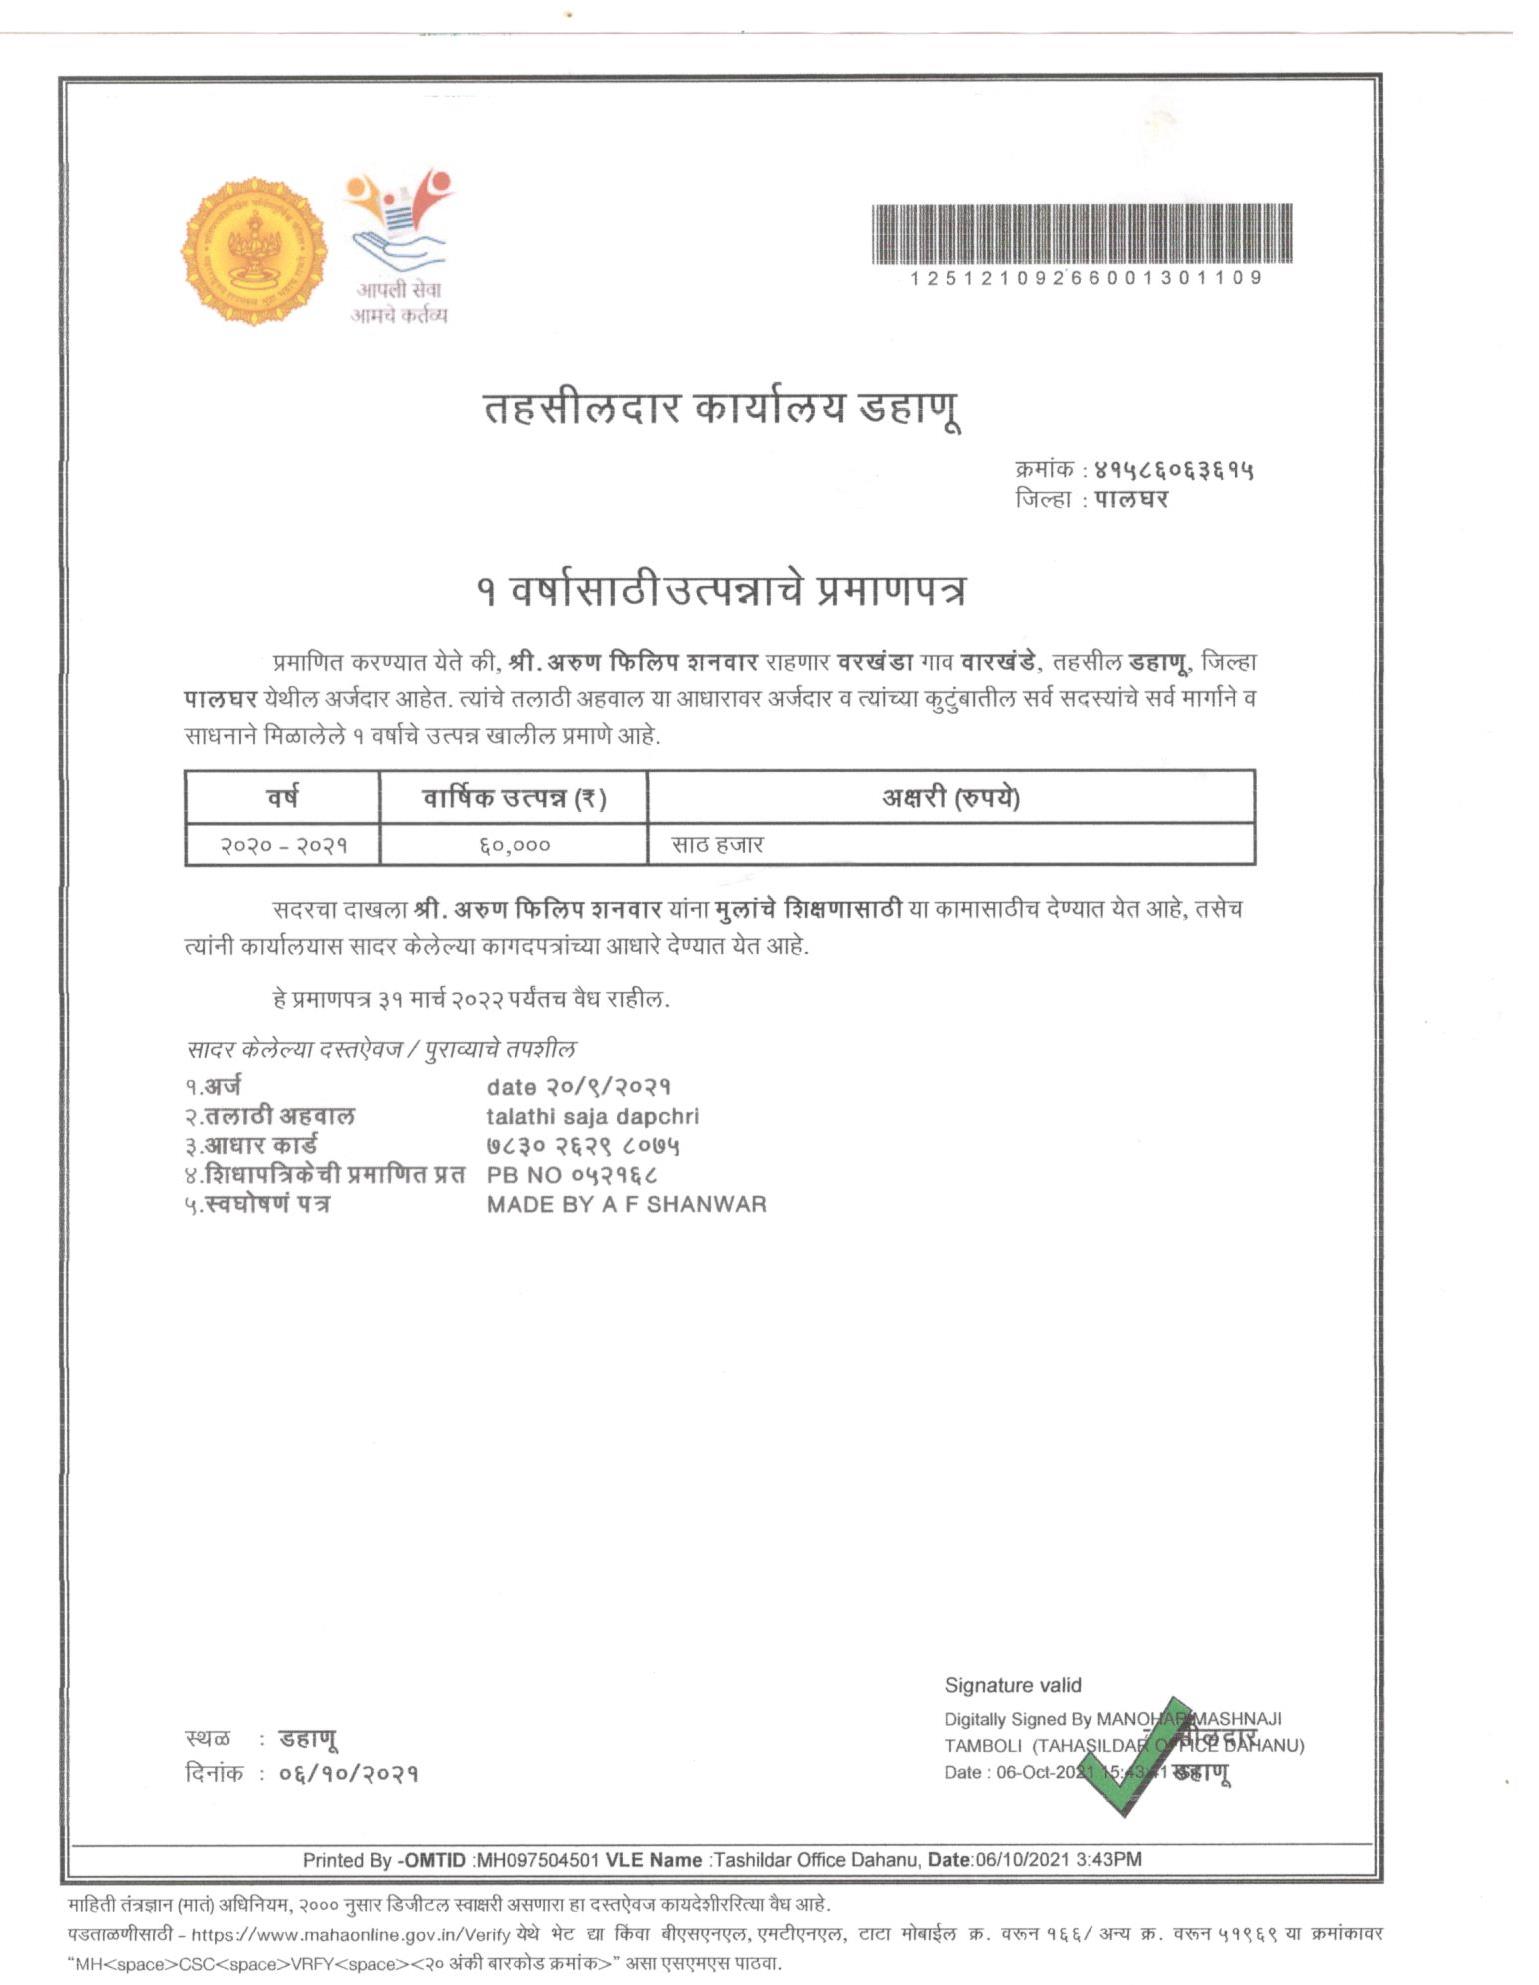 आपली सेवा
आमचे कर्तव्य
12512109266001301109
तहसीलदार कार्यालय डहाणू
क्रमांक : ४१५८६०६३६१५
जिल्हा : पालघर
१ वर्षासाठी उत्पन्नाचे प्रमाणपत्र
प्रमाणित करण्यात येते की, श्री. अरुण फिलिप शनवार राहणार वरखंडा गाव वारखंडे, तहसील डहाणू, जिल्हा
पालघर येथील अर्जदार आहेत. त्यांचे तलाठी अहवाल या आधारावर अर्जदार व त्यांच्या कुटुंबातील सर्व सदस्यांचे सर्व मार्गाने व
साधनाने मिळालेले १ वर्षाचे उत्पन्न खालील प्रमाणे आहे.
वर्ष वार्षिक उत्पन्न (₹) अक्षरी (रुपये)
२०२० - २०२१ ६०,००० साठ हजार
सदरचा दाखला श्री. अरुण फिलिप शनवार यांना मुलांचे शिक्षणासाठी या कामासाठीच देण्यात येत आहे, तसेच
त्यांनी कार्यालयास सादर केलेल्या कागदपत्रांच्या आधारे देण्यात येत आहे.
हे प्रमाणपत्र ३१ मार्च २०२२ पर्यंतच वैध राहील.
सादर केलेल्या दस्तऐवज / पुराव्याचे तपशील
१.अर्ज date २०/९/२०२१
२.तलाठी अहवाल talathi saja dapchri
३.आधार कार्ड ७८३० २६२९ ८०७५
४.शिधापत्रिकेची प्रमाणित प्रत PB NO ०५२१६८
५.स्वघोषणं पत्र MADE BY A F SHANWAR
Signature valid
Digitally Signed By MANOHAR MASHNAJI
TAMBOLI (TAHASILDAR OFFICE DAHANU)
Date : 06-Oct-2021 15:43:41
डहाणू
स्थळ : डहाणू
दिनांक : ०६/१०/२०२१
Printed By -OMTID :MH097504501 VLE Name :Tashildar Office Dahanu, Date:06/10/2021 3:43PM
माहिती तंत्रज्ञान (मातं) अधिनियम, २००० नुसार डिजीटल स्वाक्षरी असणारा हा दस्तऐवज कायदेशीररित्या वैध आहे.
पडताळणीसाठी - https://www.mahaonline.gov.in/Verify येथे भेट द्या किंवा बीएसएनएल, एमटीएनएल, टाटा मोबाईल क्र. वरून १६६/ अन्य क्र. वरून ५१९६९ या क्रमांकावर
"MH<space>CSC<space>VRFY<space><२० अंकी बारकोड क्रमांक>" असा एसएमएस पाठवा.